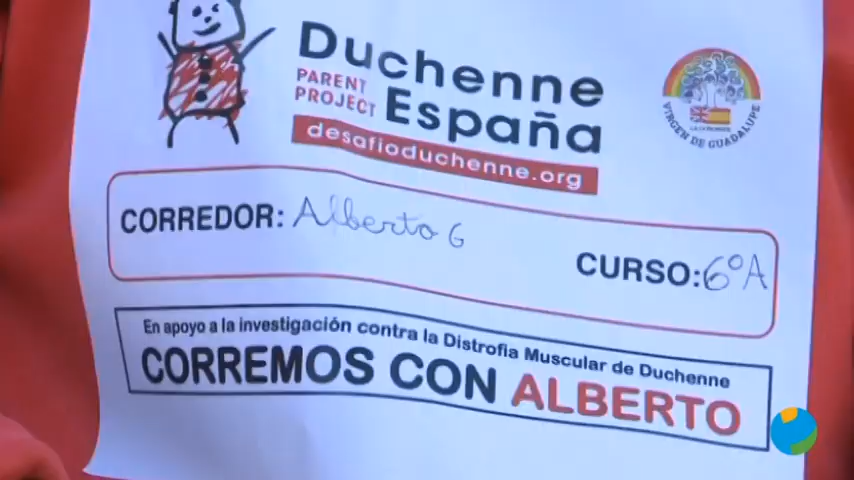 Duchenne
PARENT
PROJECT
España
desafioduchenne.org
VIRGEN DE GUADALUPE
CORREDOR: Alberto G
CURSO: 6ºA
En apoyo a la investigación contra la Distrofia Muscular de Duchenne
CORREMOS CON ALBERTO